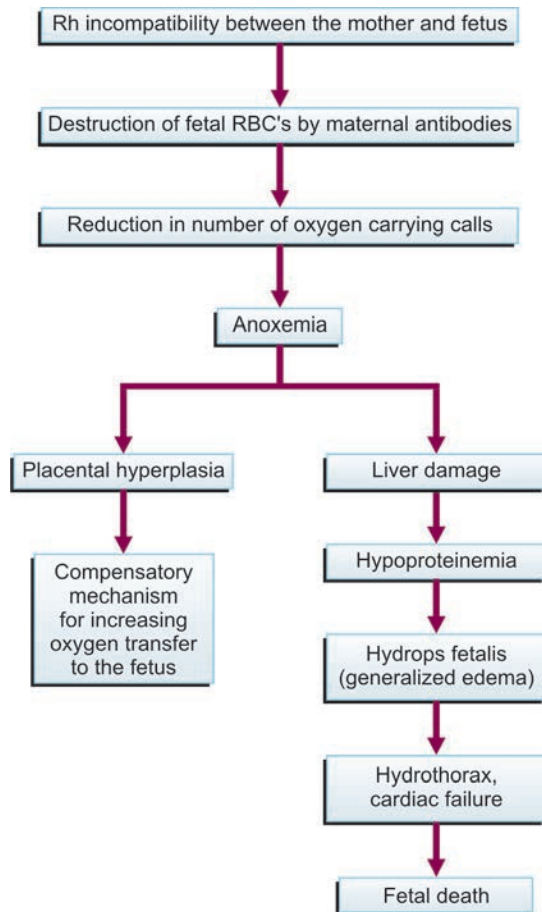 Rh incompatibility between the mother and fetus
Destruction of fetal RBC's by maternal antibodies
Reduction in number of oxygen carrying calls
Anoxemia
Placental hyperplasia
Compensatory
mechanism
for increasing
oxygen transfer
to the fetus
Liver damage
Hypoproteinemia
Hydrops fetalis
(generalized edema)
Hydrothorax,
cardiac failure
Fetal death